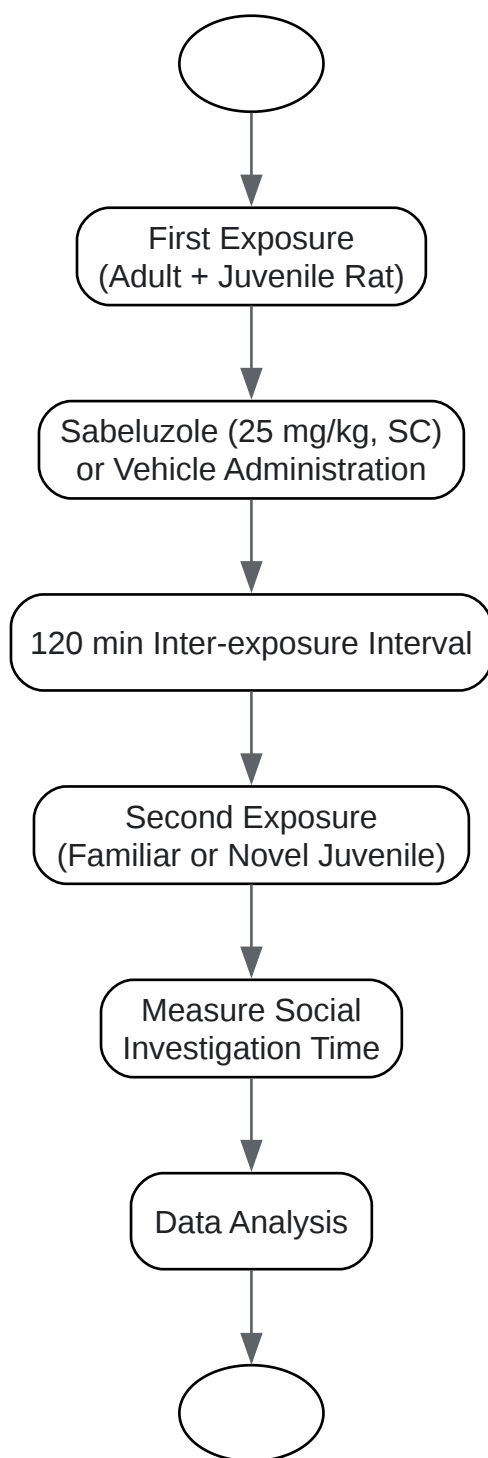 First Exposure
(Adult + Juvenile Rat)
Sabeluzole (25 mg/kg, SC)
or Vehicle Administration
120 min Inter-exposure Interval
Second Exposure
(Familiar or Novel Juvenile)
Measure Social
Investigation Time
Data Analysis